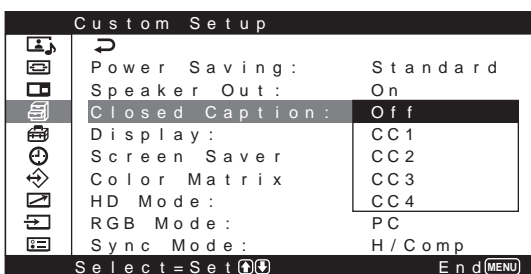 Custom Setup
Power Saving: Standard
Speaker Out: On
Closed Caption: Off
Display: CC1
Screen Saver CC2
Color Matrix CC3
HD Mode: CC4
RGB Mode: PC
Sync Mode: H/Comp
Select=Set End MENU